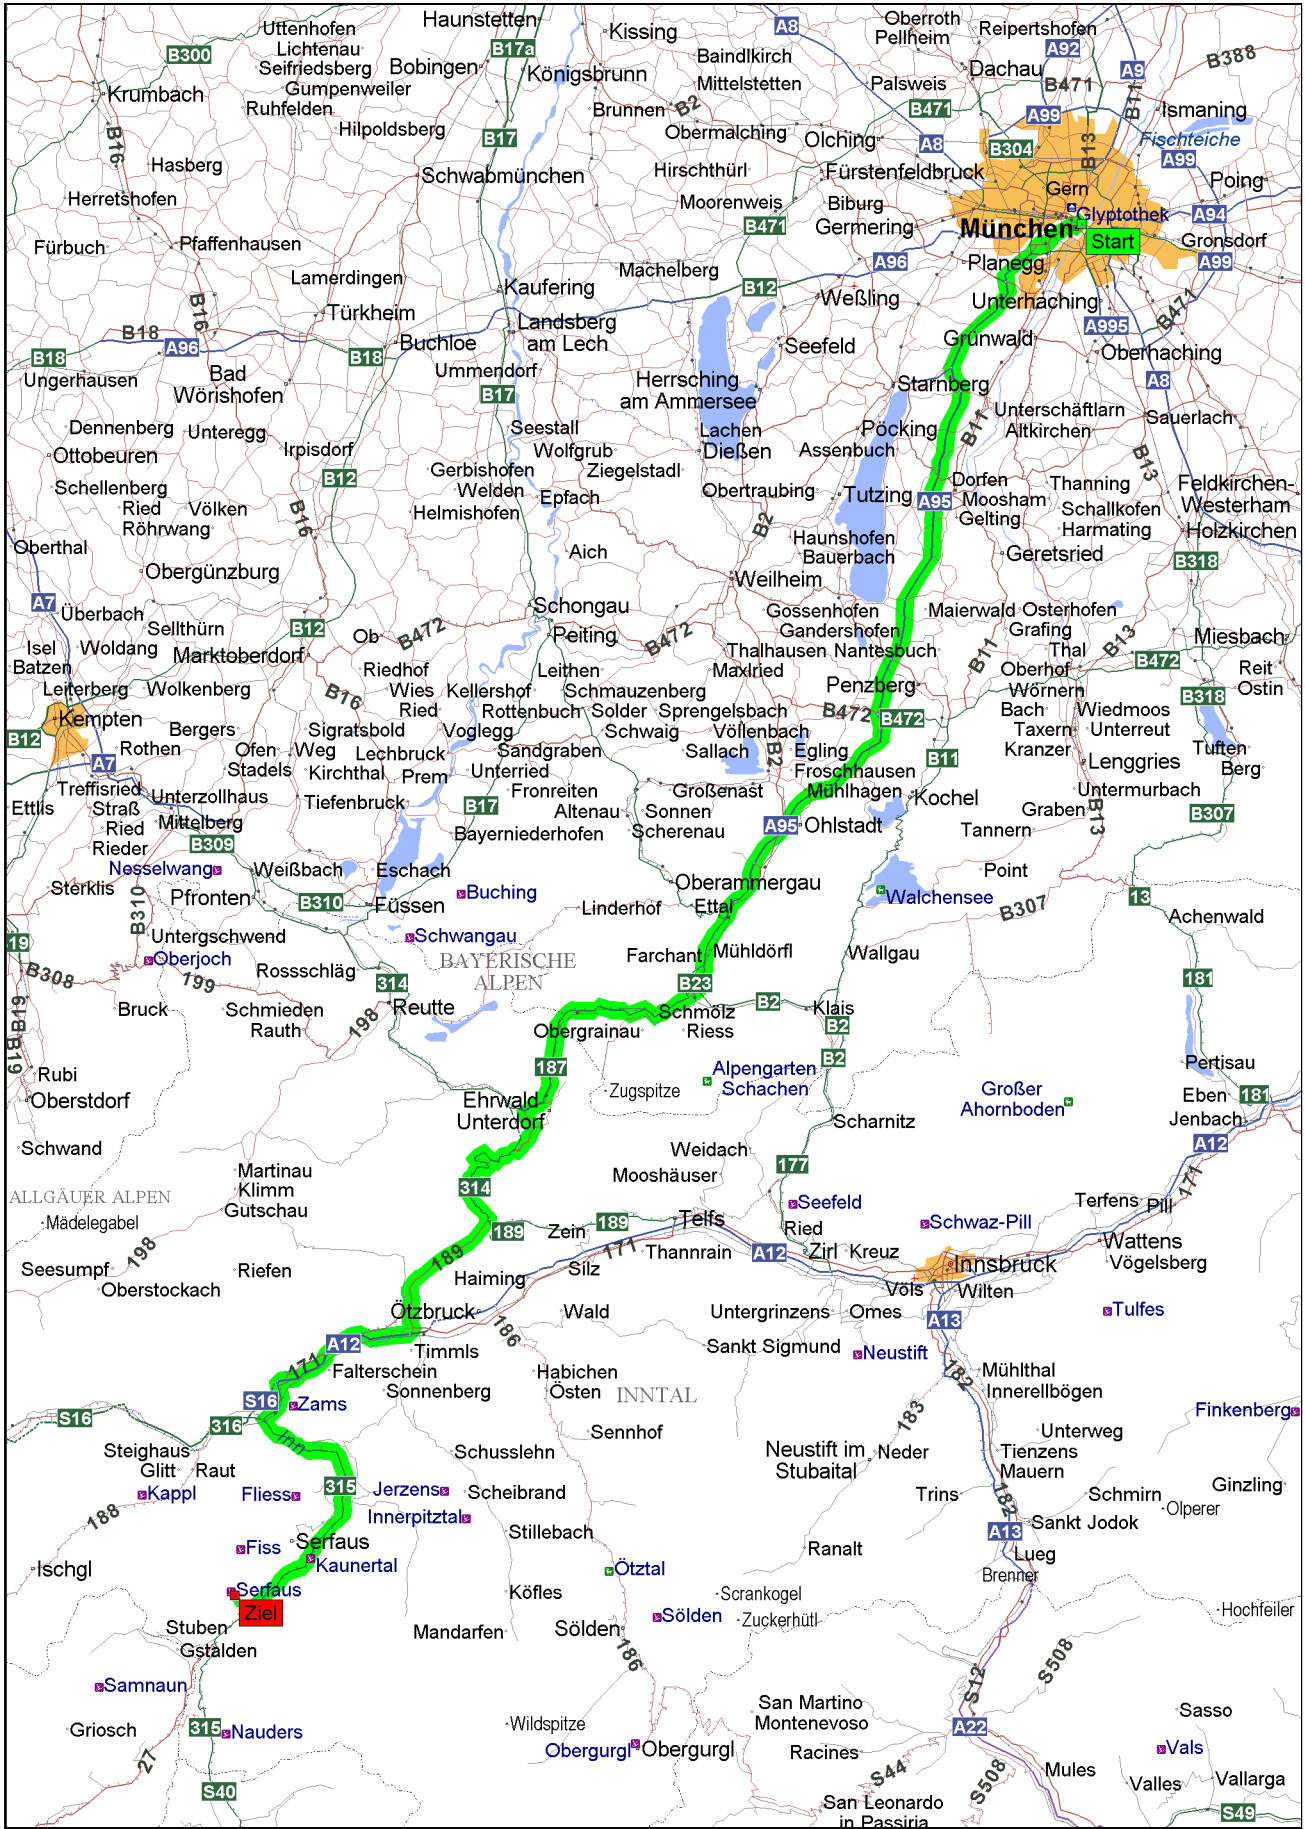 Uttenhofen
Haunstetten
Kissing
A8
Oberroth
Pellheim
Reipertshofen
A92
B300
Lichtenau
Seifriedsberg
Bobingen
B17a
Königsbrunn
Baindlkirch
Dachau
A9
B388
Krumbach
Gumpenweiler
Ruhfelden
Mittelstetten
Palsweis
B471
B471
B11
Ismaning
Brunnen
B2
A99
Hilpoldsberg
B17
Obermalching
Olching
A8
B304
B13
Fischteiche
A99
B16
Hasberg
Schwabmünchen
Hirschthürl
Fürstenfeldbruck
Gern
Poing
Herretshofen
Moorenweis
Biburg
Glyptothek
A94
B471
Germering
München
Start
Gronsdorf
Fürbuch
Pfaffenhausen
A96
Planegg
A99
Lamerdingen
Machelberg
Kaufering
B12
Weßling
Unterhaching
B16
Türkheim
Landsberg
am Lech
A995
B471
B18
A96
Buchloe
Seefeld
Grünwald
Oberhaching
B18
B18
Ungerhausen
Bad
Wörishofen
Ummendorf
B17
Herrsching
am Ammersee
Starnberg
A8
Dennenberg
Unteregg
Seestall
Lachen
Pöcking
B11
Unterschäftlarn
Altkirchen
Sauerlach
Ottobeuren
Irpisdorf
Wolfgrub
Dießen
Assenbuch
B13
Gerbishofen
Ziegelstadl
B12
Schellenberg
Welden
Epfach
Obertraubing
Tutzing
A95
Dorfen
Moosham
Thanning
Feldkirchen-
Westerham
Ried
Völken
Helmishofen
Gelting
Schallkofen
Röhrwang
B16
B2
Harmating
Holzkirchen
Oberthal
Aich
Haunshofen
Bauerbach
Geretsried
B318
Obergünzburg
Weilheim
A7
Überbach
Schongau
Gossenhofen
Maierwald
Osterhofen
Sellthürn
B12
Ob
B472
Peiting
B472
Gandershofen
Grafing
B13
Miesbach
Isel
Woldang
Marktoberdorf
Thalhausen
Nantesbuch
B11
Thal
B472
Batzen
Riedhof
Leithen
Maxlried
Oberhof
Reit
Leiterberg
Wolkenberg
B16
Wies
Kellershof
Schmauzenberg
Penzberg
Wörnern
B318
Ostin
Ried
Rottenbuch
Solder
Sprengelsbach
B472
B472
Bach
Wiedmoos
Kempten
Bergers
Sigratsbold
Voglegg
Schwaig
Völlenbach
Taxern
Unterreut
B12
Rothen
Ofen
Weg
Lechbruck
Sandgraben
Sallach
B2
Egling
B11
Kranzer
Tuften
A7
Stadels
Kirchthal
Prem
Unterried
Froschhausen
Lenggries
Berg
Treffisried
Unterzollhaus
Tiefenbruck
Fronreiten
Großenast
Mühlhagen
Kochel
Untermurbach
Ettlis
Straß
Mittelberg
B17
Altenau
Sonnen
A95
Ohlstadt
Graben
B13
B307
Ried
B309
Bayerniederhofen
Scherenau
Tannern
Rieder
Nesselwang
Weißbach
Eschach
Point
Sterklis
B310
Pfronten
B310
Füssen
Buching
Oberammergau
Walchensee
13
Linderhof
Ettal
B307
Achenwald
19
Untergschwend
Schwangau
Oberjoch
BAYERISCHE
ALPEN
Farchant
Mühldörfl
Wallgau
B308
199
Rossschläg
314
B23
181
B19
Bruck
Schmieden
Rauth
198
Reutte
Schmölz
B2
Klais
Obergrainau
Riess
B2
B19
B2
Rubi
187
Zugspitze
Alpengarten
Schachen
Großer
Ahornboden
Pertisau
Oberstdorf
Ehrwald
Eben
181
Unterdorf
Scharnitz
Jenbach
Schwand
Weidach
A12
Martinau
Mooshäuser
177
171
ALLGÄUER ALPEN
Klimm
314
Seefeld
Terfens
Pill
Mädelegabel
Gutschau
189
Zein
189
Telfs
Ried
Schwaz-Pill
198
189
171
Thannrain
A12
Zirl
Kreuz
Wattens
Seesumpf
Riefen
Haiming
Silz
Innsbruck
Vögelsberg
Oberstockach
Völs
Wilten
Ötzbruck
Wald
Untergrinzens
Omes
A13
Tulfes
186
A12
Timmls
Sankt Sigmund
Neustift
171
Falterschein
Habichen
182
Mühlthal
S16
Sonnenberg
Östen
INNTAL
Innerellbögen
Zams
183
Finkenberg
S16
316
Inn
Sennhof
Unterweg
Steighaus
Schusslehn
Neustift im
Stubaital
Neder
Tienzens
Glitt
Raut
Mauern
Kappl
Fliess
315
Jerzens
Scheibrand
Trins
182
Schmirn
Ginzling
188
Innerpitztal
Olperer
Stillebach
A13
Sankt Jodok
Fiss
Serfaus
Ranalt
Lueg
Ischgl
Kaunertal
Ötztal
Brenner
Serfaus
Köfles
Scrankogel
Ziel
Sölden
Zuckerhütl
Hochfeiler
Stuben
Mandarfen
Sölden
Gstalden
186
S508
Samnaun
S12
San Martino
Montenevoso
Sasso
Griosch
315
Nauders
Wildspitze
A22
27
Obergurgl
Obergurgl
Racines
Vals
S44
S508
Mules
Vallarga
S40
Valles
San Leonardo
in Passiria
S49